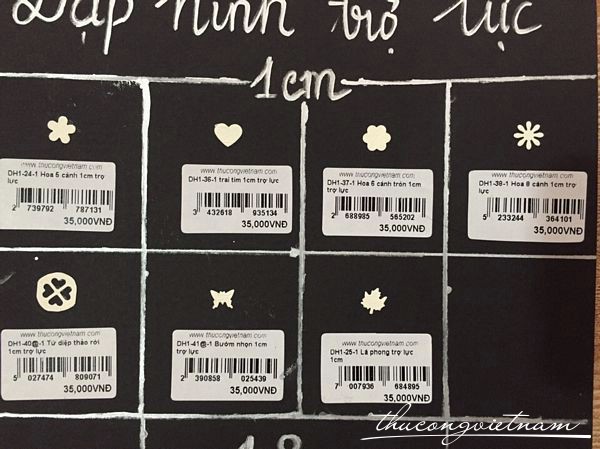 Dập hình trợ lực
1cm
www.thucongvietnam.com
DH1-24-1 Hoa 5 cánh 1cm trợ
lực
2 739792 787131
35,000VNĐ
www.thucongvietnam.com
DH1-36-1 trai tim 1cm trợ lực
3 432618 935134
35,000VNĐ
www.thucongvietnam.com
DH1-37-1 Hoa 6 cánh tròn 1cm
trợ lực
2 688985 565202
35,000VNĐ
www.thucongvietnam.com
DH1-39-1 Hoa 8 cánh 1cm trợ
lực
5 233244 364101
35,000VNĐ
www.thucongvietnam.com
DH1-40@-1 Tứ diệp thảo rời
1cm trợ lực
5 027474 809071
35,000VNĐ
www.thucongvietnam.com
DH1-41@-1 Bướm nhọn 1cm
trợ lực
2 390858 025439
35,000VNĐ
www.thucongvietnam.com
DH1-25-1 Lá phong trợ lực
1cm
7 007936 684895
35,000VNĐ
thucongvietnam